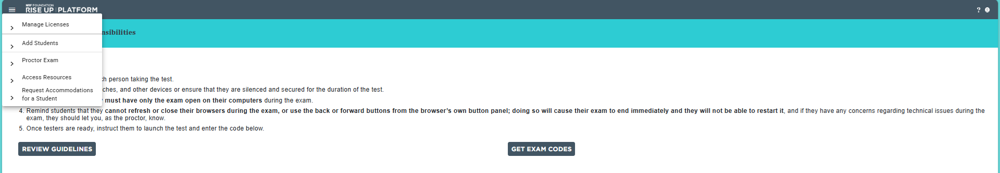 NRF FOUNDATION
RISE UP | PLATFORM
?
Manage Licenses
nsibilities
Add Students
Proctor Exam
Access Resources
person taking the test.
Request Accommodations
for a Student
and other devices or ensure that they are silenced and secured for the duration of the test.
must have only the exam open on their computers during the exam.
4. Remind students that they cannot refresh or close their browsers during the exam, or use the back or forward buttons from the browser's own button panel; doing so will cause their exam to end immediately and they will not be able to restart it, and if they have any concerns regarding technical issues during the
exam, they should let you, as the proctor, know.
5. Once testers are ready, instruct them to launch the test and enter the code below.
REVIEW GUIDELINES
GET EXAM CODES